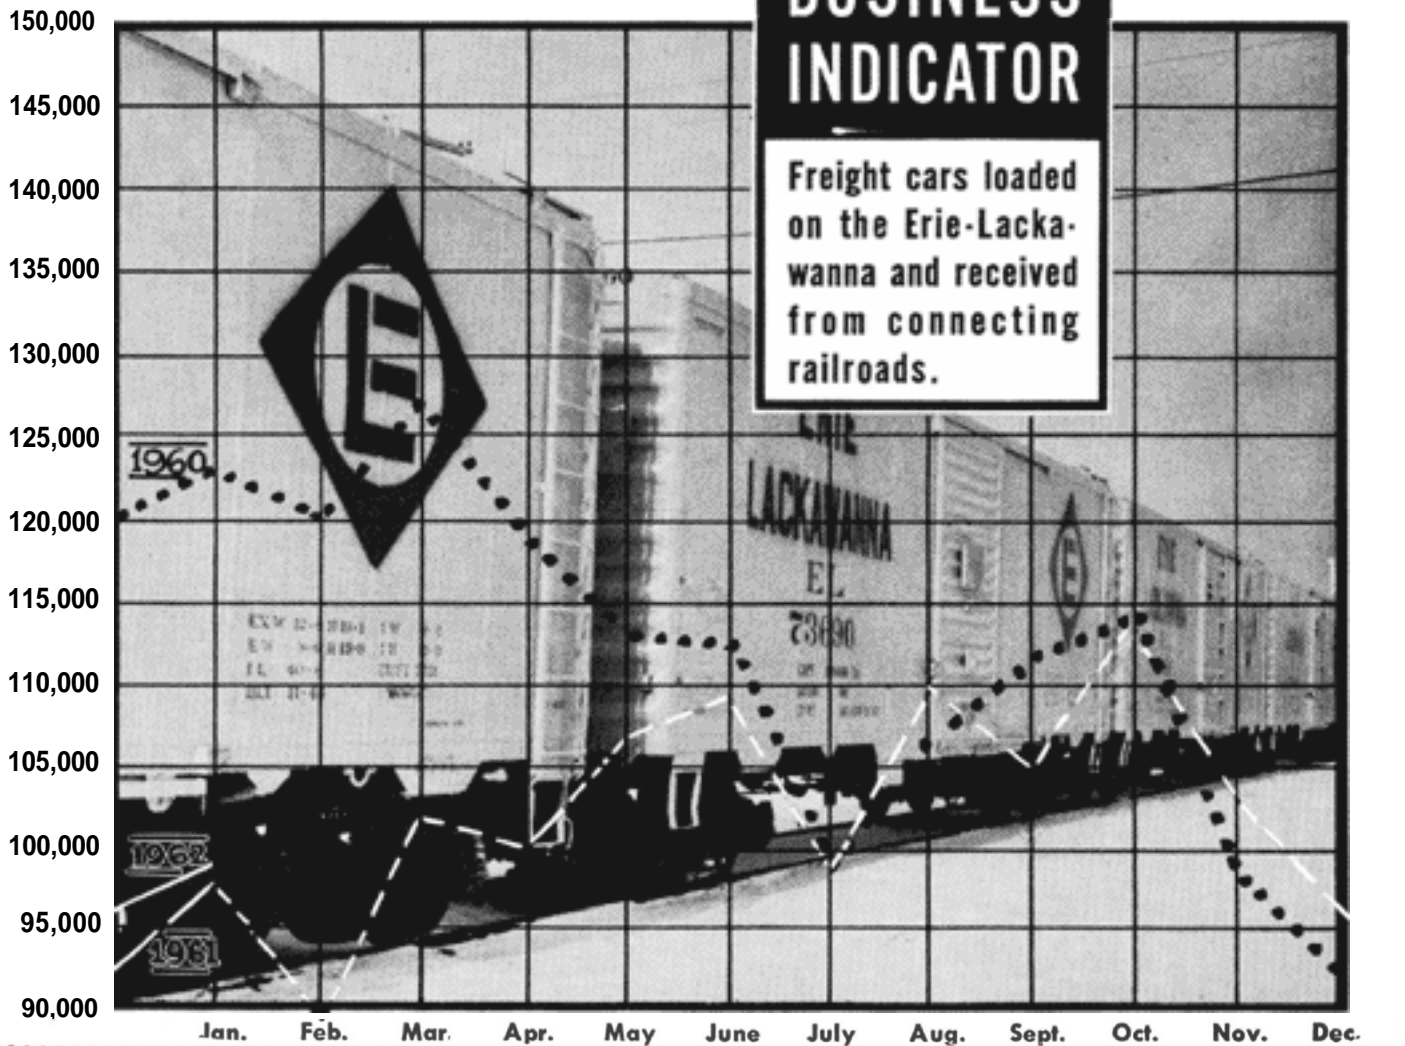 150,000
BUSINESS
INDICATOR
145,000
140,000
Freight cars loaded
on the Erie-Lacka-
wanna and received
from connecting
railroads.
135,000
130,000
125,000
E
1960
ERIE
LACKAWANNA
EL
73690
E
120,000
115,000
110,000
105,000
100,000
1962
95,000
1961
90,000
Jan. Feb. Mar. Apr. May June July Aug. Sept. Oct. Nov. Dec.